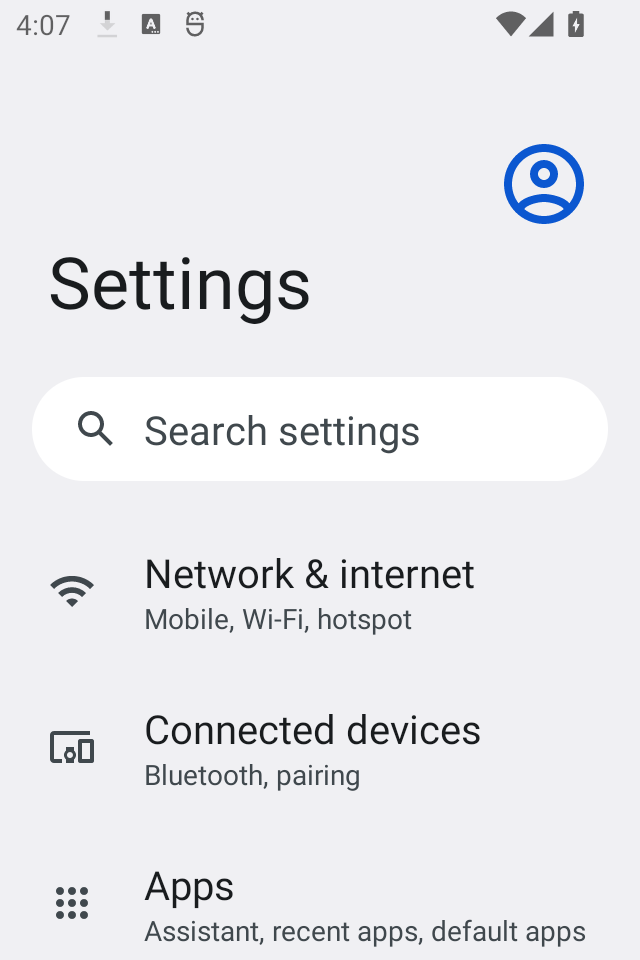 4:07
Settings
Search settings
Network & internet
Mobile, Wi-Fi, hotspot
Connected devices
Bluetooth, pairing
Apps
Assistant, recent apps, default apps